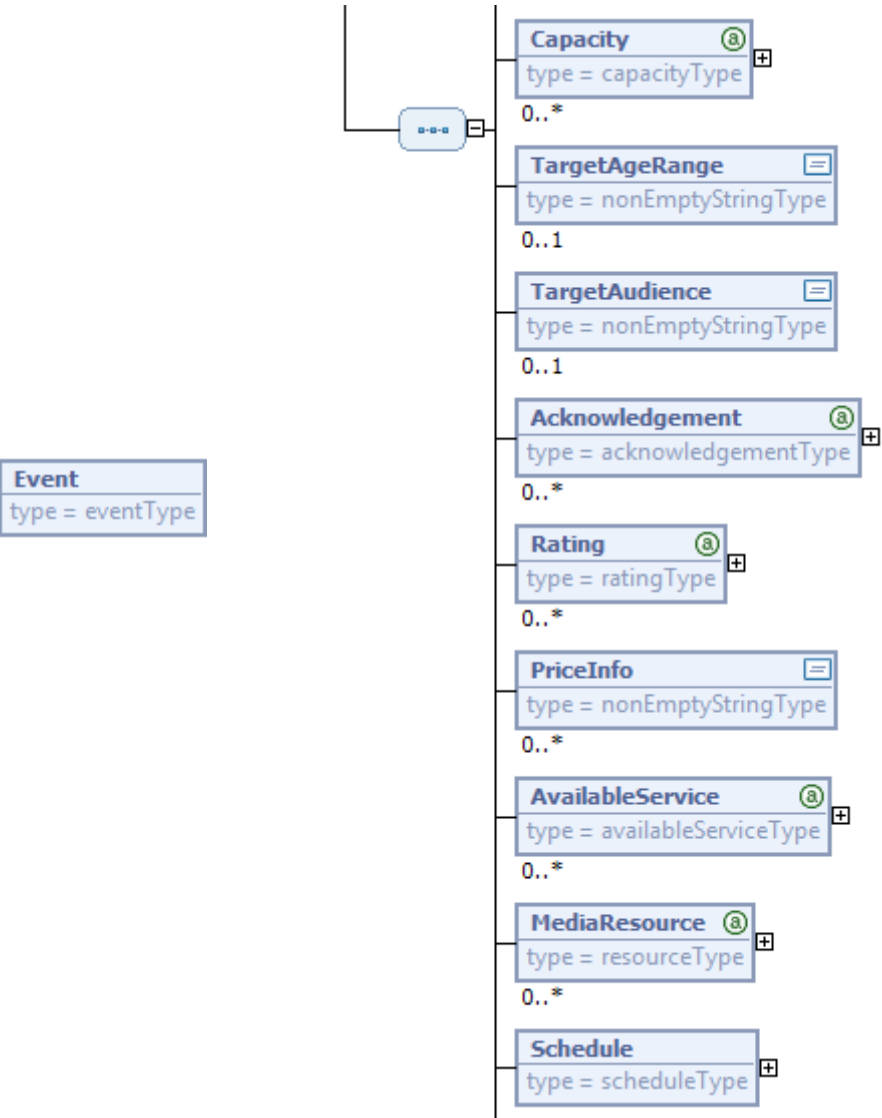 Capacity
type = capacityType
0..*
TargetAgeRange
type = nonEmptyStringType
0..1
TargetAudience
type = nonEmptyStringType
0..1
Acknowledgement
type = acknowledgementType
0..*
Event
type = eventType
Rating
type = ratingType
0..*
PriceInfo
type = nonEmptyStringType
0..*
AvailableService
type = availableServiceType
0..*
MediaResource
type = resourceType
0..*
Schedule
type = scheduleType